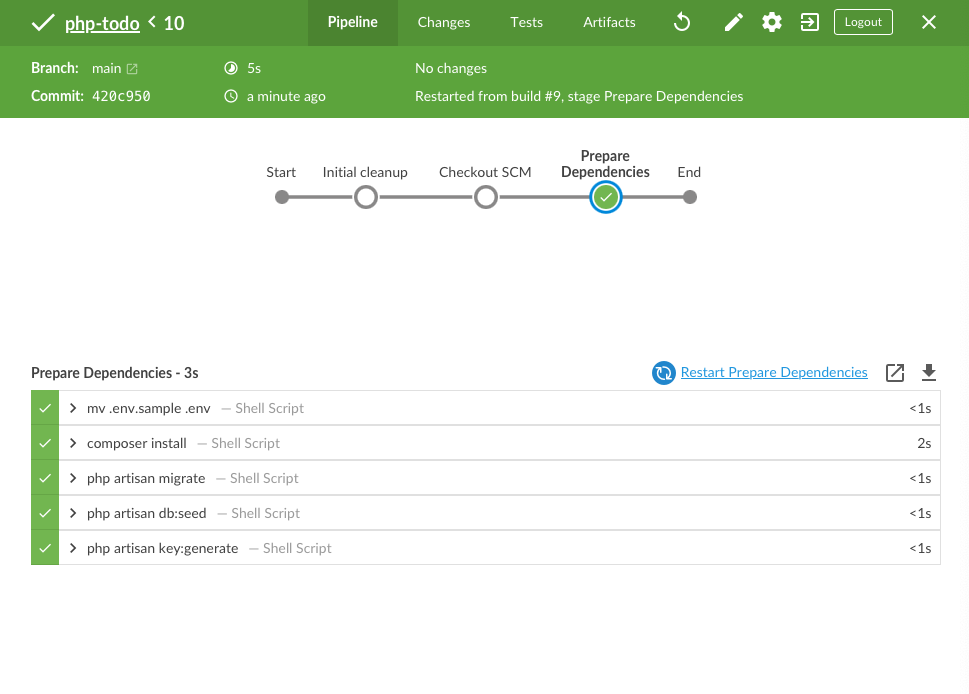 php-todo < 10 Pipeline Changes Tests Artifacts Logout
Branch: main 5s No changes
Commit: 420c950 a minute ago Restarted from build #9, stage Prepare Dependencies
Start Initial cleanup Checkout SCM Prepare Dependencies End
Prepare Dependencies - 3s Restart Prepare Dependencies
mv .env.sample .env — Shell Script <1s
composer install — Shell Script 2s
php artisan migrate — Shell Script <1s
php artisan db:seed — Shell Script <1s
php artisan key:generate — Shell Script <1s